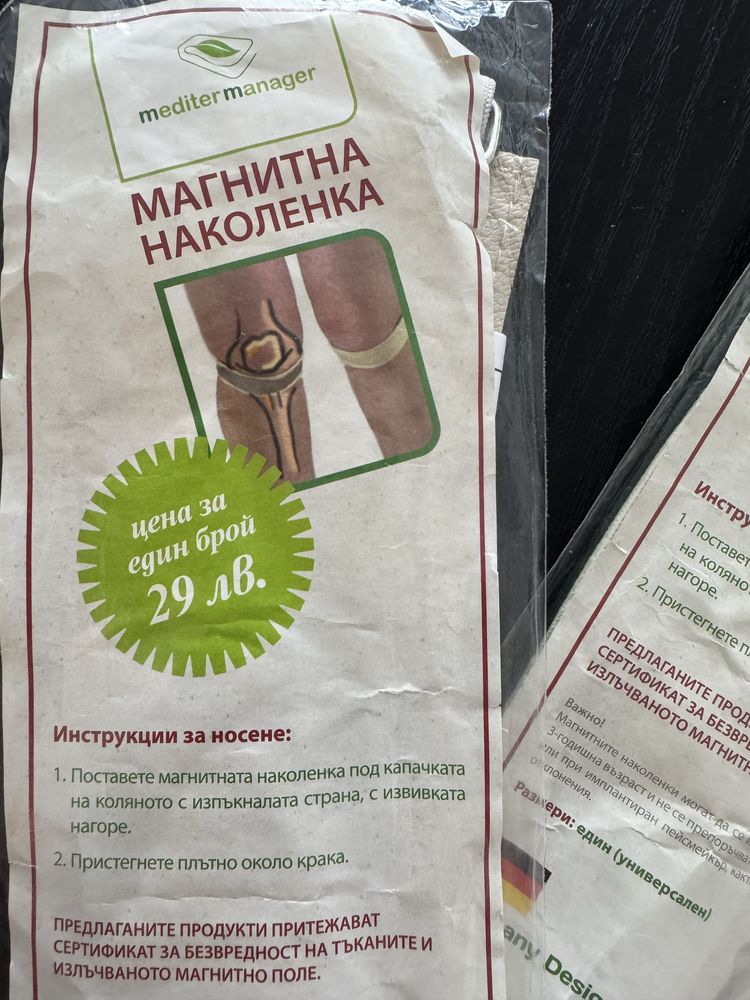 mediter manager
МАГНИТНА
НАКОЛЕНКА
цена за
един брой
29 лв.
Инструкции за носене:
1. Поставете магнитната наколенка под капачката
на коляното с изпъкналата страна, с извивката
нагоре.
2. Пристегнете плътно около крака.
ПРЕДЛАГАНИТЕ ПРОДУКТИ ПРИТЕЖАВАТ
СЕРТИФИКАТ ЗА БЕЗВРЕДНОСТ НА ТЪКАНИТЕ И
ИЗЛЪЧВАНОТО МАГНИТНО ПОЛЕ.
Инстру
1. Поставет
на коляно
нагоре.
2. Пристегнете пл
ПРЕДЛАГАНИТЕ ПРОД
СЕРТИФИКАТ ЗА БЕЗВРЕ
ИЗЛЪЧВАНОТО МАГНИТН
Важно!
Магнитните наколенки могат да се
3-годишна възраст и не се препоръчва
или при имплантиран пейсмейкър, как
отклонения.
Размери: един (универсален)
any Desig